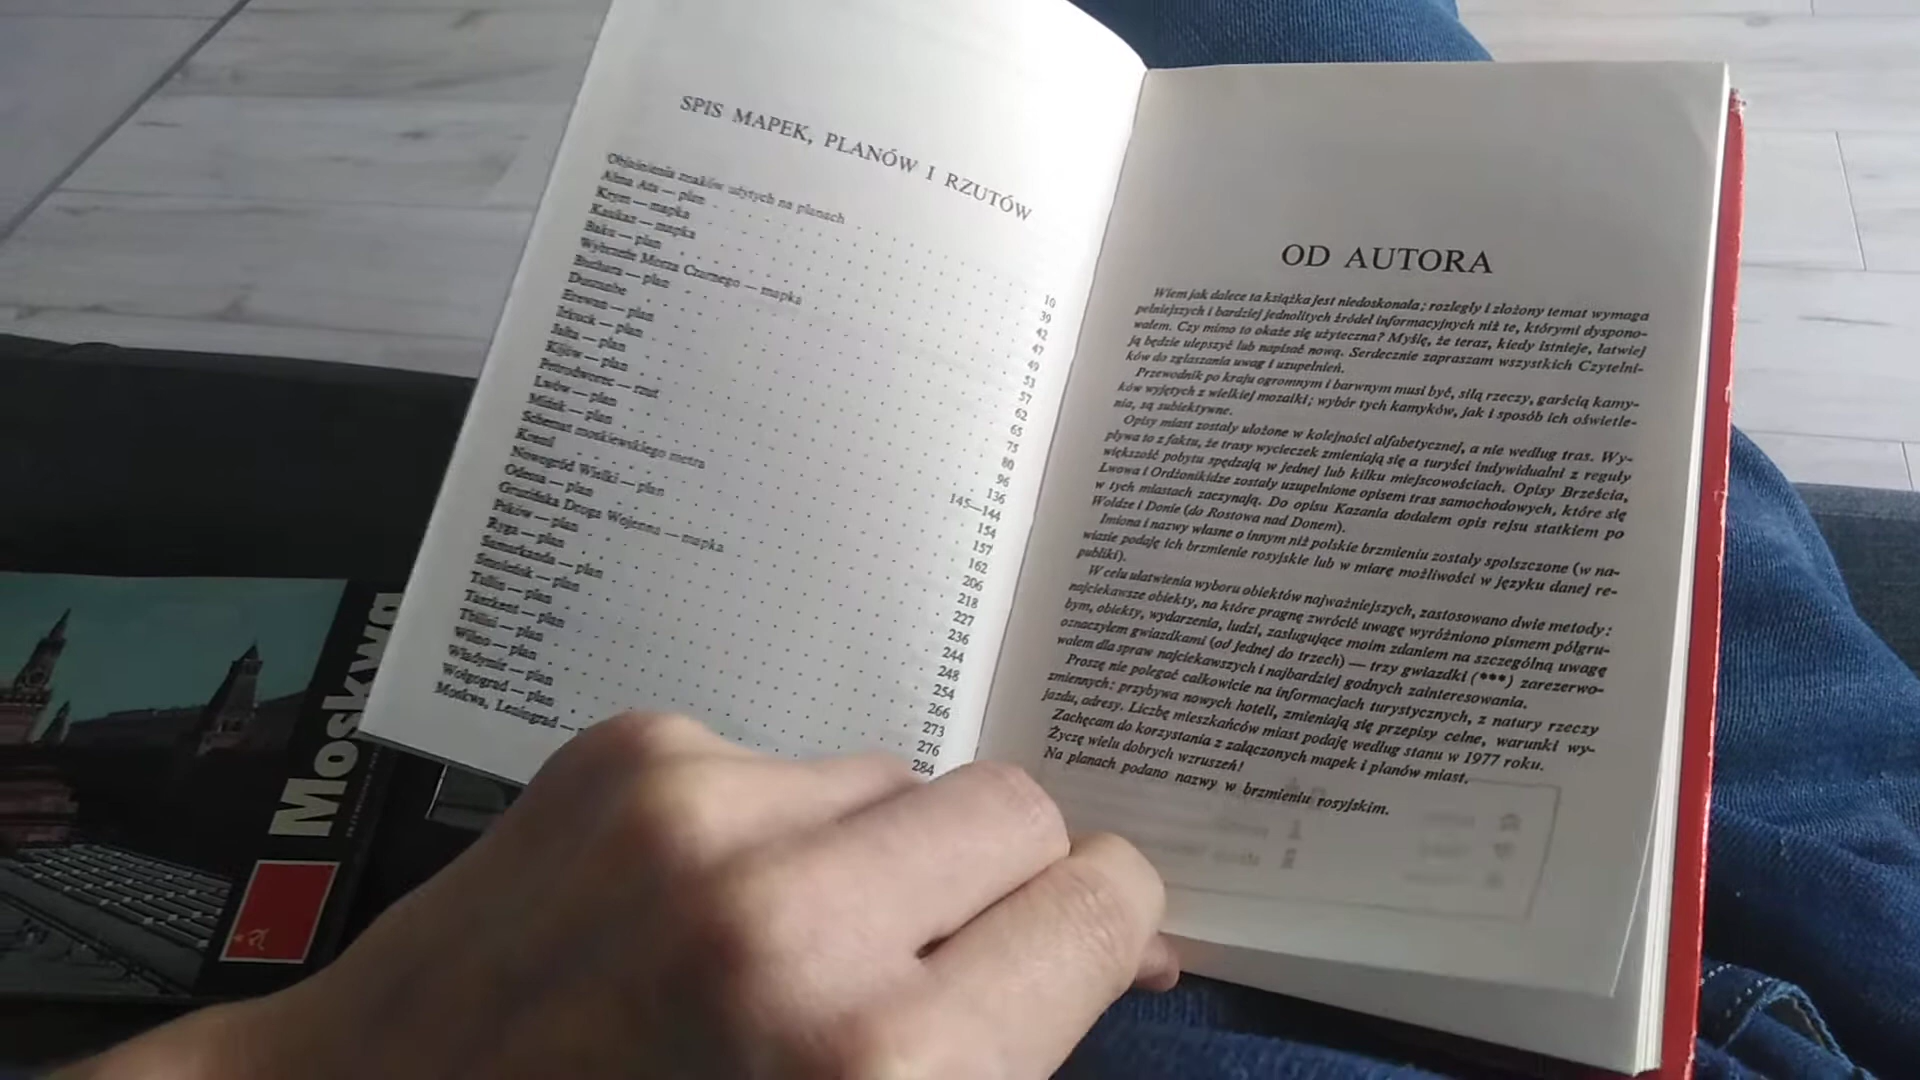 SPIS MAPEK, PLANÓW I RZUTÓW
Objaśnienia znaków użytych na planach 10
Ałma Ata — plan 39
Krym — mapka 42
Kaukaz — mapka 47
Baku — plan 49
Wybrzeże Morza Czarnego — mapka 53
Buchara — plan 57
Duszanbe 62
Erewan — plan 65
Irkuck — plan 75
Jałta — plan 80
Kijów — plan 96
Petrodworec — rzut 136
Lwów — plan 145—144
Mińsk — plan 154
Schemat moskiewskiego metra 157
Kreml 162
Nowogród Wielki — plan 206
Odessa — plan 218
Gruzińska Droga Wojenna — mapka 227
Psków — plan 236
Ryga — plan 244
Samarkanda — plan 248
Smoleńsk — plan 254
Tallin — plan 266
Taszkent — plan 273
Tbilisi — plan 276
Wilno — plan 284
Władymir — plan
Wołgograd — plan
Moskwa, Leningrad —
OD AUTORA
Wiem jak dalece ta książka jest niedoskonała; rozległy i złożony temat wymaga
pełniejszych i bardziej jednolitych źródeł informacyjnych niż te, którymi dyspono-
wałem. Czy mimo to okaże się użyteczna? Myślę, że teraz, kiedy istnieje, łatwiej
ją będzie ulepszyć lub napisać nową. Serdecznie zapraszam wszystkich Czytelni-
ków do zgłaszania uwag i uzupełnień.
Przewodnik po kraju ogromnym i barwnym musi być, siłą rzeczy, garścią kamy-
ków wyjętych z wielkiej mozaiki; wybór tych kamyków, jak i sposób ich oświetle-
nia, są subiektywne.
Opisy miast zostały ułożone w kolejności alfabetycznej, a nie według tras. Wy-
pływa to z faktu, że trasy wycieczek zmieniają się a turyści indywidualni z reguły
większość pobytu spędzają w jednej lub kilku miejscowościach. Opisy Brześcia,
Lwowa i Ordżonikidze zostały uzupełnione opisem tras samochodowych, które się
w tych miastach zaczynają. Do opisu Kazania dodałem opis rejsu statkiem po
Wołdze i Donie (do Rostowa nad Donem).
Imiona i nazwy własne o innym niż polskie brzmieniu zostały spolszczone (w na-
wiasie podaję ich brzmienie rosyjskie lub w miarę możliwości w języku danej re-
publiki).
W celu ułatwienia wyboru obiektów najważniejszych, zastosowano dwie metody:
najciekawsze obiekty, na które pragnę zwrócić uwagę wyróżniono pismem półgru-
bym, obiekty, wydarzenia, ludzi, zasługujące moim zdaniem na szczególną uwagę
oznaczyłem gwiazdkami (od jednej do trzech) — trzy gwiazdki (***) zarezerwo-
wałem dla spraw najciekawszych i najbardziej godnych zainteresowania.
Proszę nie polegać całkowicie na informacjach turystycznych, z natury rzeczy
zmiennych: przybywa nowych hoteli, zmieniają się przepisy celne, warunki wy-
jazdu, adresy. Liczbę mieszkańców miast podaję według stanu w 1977 roku.
Zachęcam do korzystania z załączonych mapek i planów miast.
Życzę wielu dobrych wzruszeń!
Na planach podano nazwy w brzmieniu rosyjskim.
Moskwa